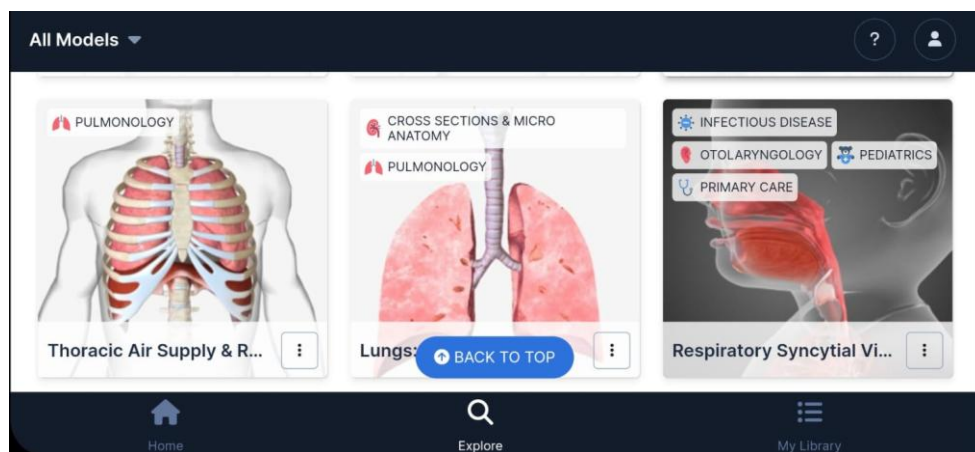 All Models
?
PULMONOLOGY
CROSS SECTIONS & MICRO
ANATOMY
PULMONOLOGY
INFECTIOUS DISEASE
OTOLARYNGOLOGY
PEDIATRICS
PRIMARY CARE
Thoracic Air Supply & R...
Lungs:
BACK TO TOP
Respiratory Syncytial Vi...
Home
Explore
My Library